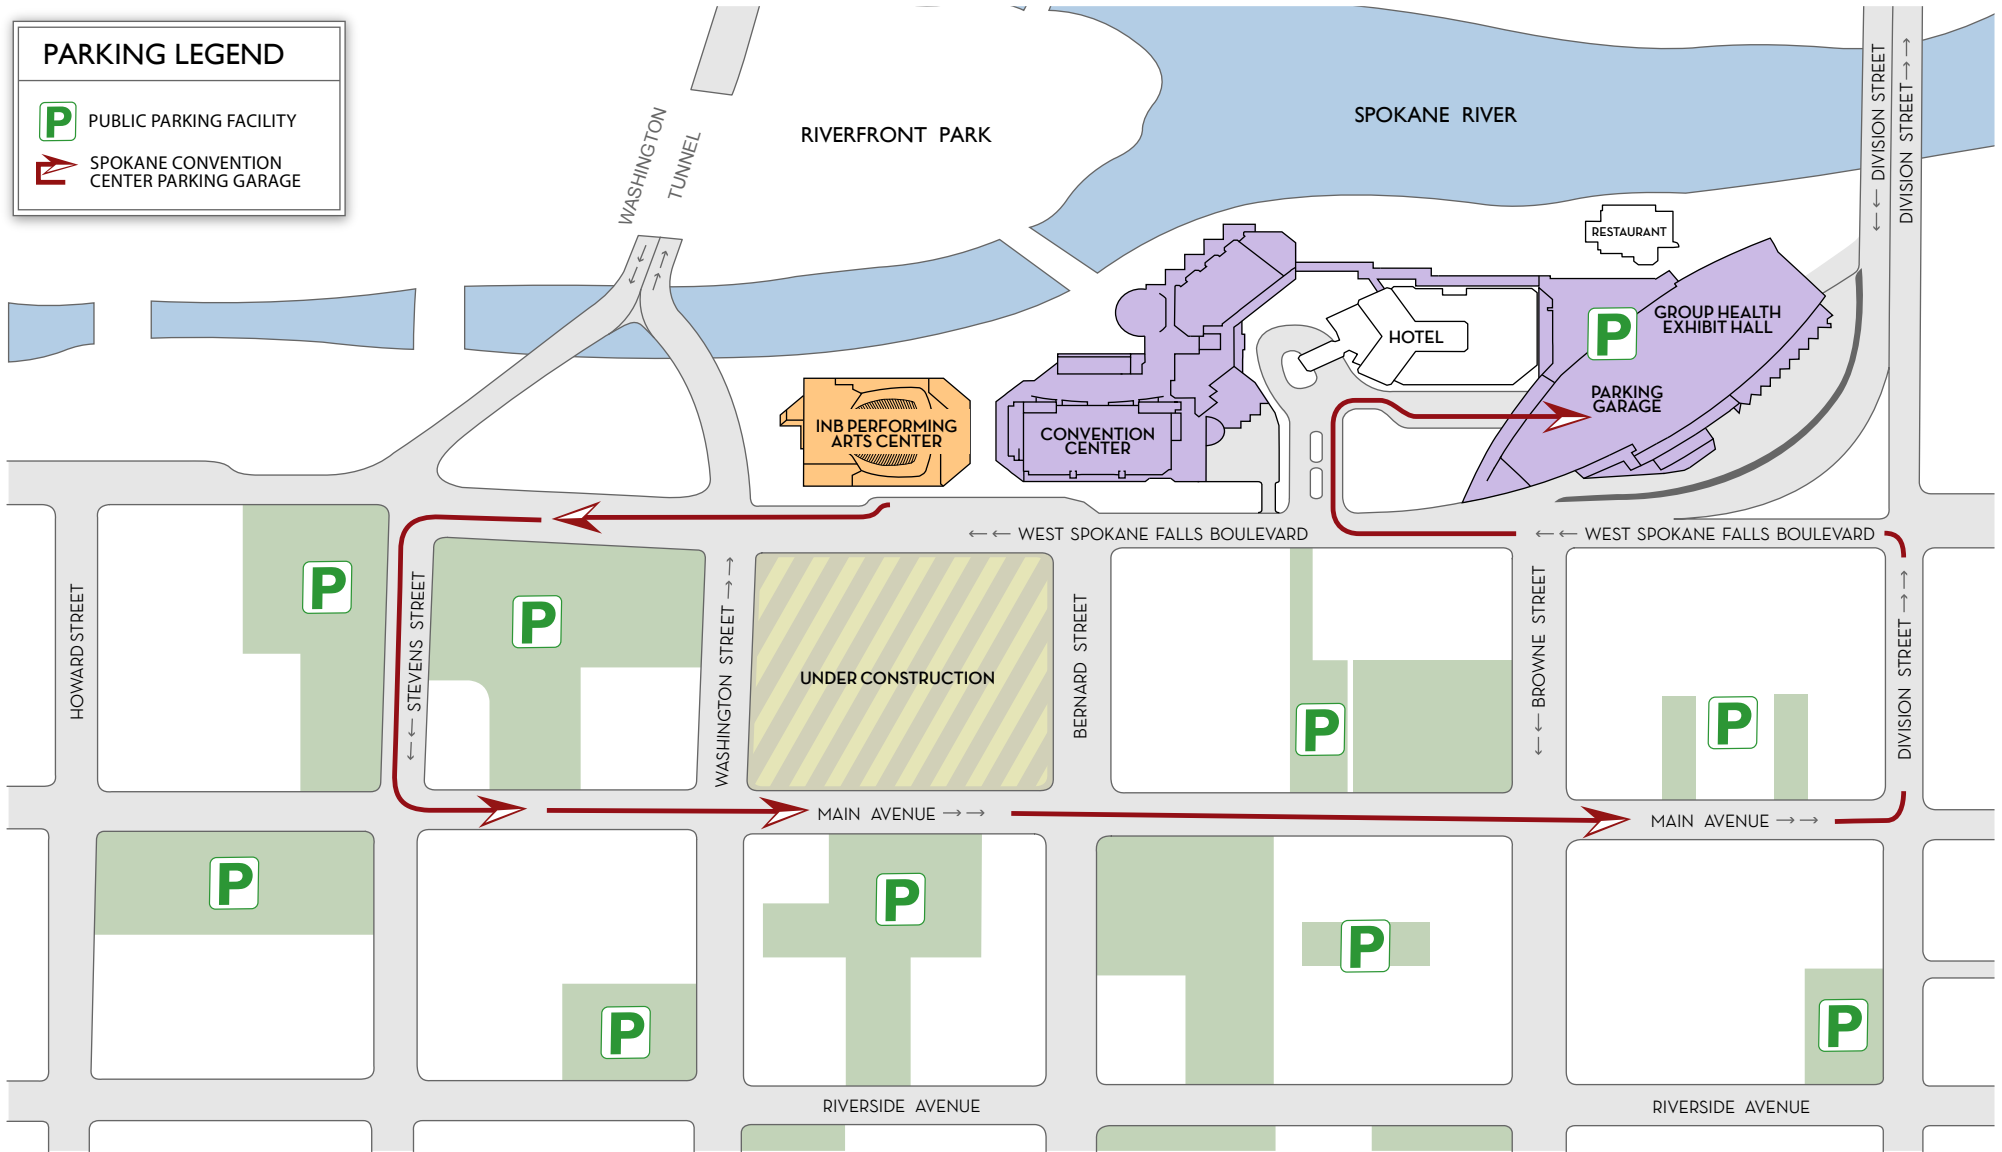 PARKING LEGEND
P
PUBLIC PARKING FACILITY
SPOKANE CONVENTION
CENTER PARKING GARAGE
WASHINGTON
TUNNEL
RIVERFRONT PARK
SPOKANE RIVER
DIVISION STREET
DIVISION STREET
RESTAURANT
GROUP HEALTH
EXHIBIT HALL
P
HOTEL
PARKING
GARAGE
INB PERFORMING
ARTS CENTER
CONVENTION
CENTER
←← WEST SPOKANE FALLS BOULEVARD
←← WEST SPOKANE FALLS BOULEVARD
HOWARD STREET
P
←← STEVENS STREET
P
WASHINGTON STREET →→
UNDER CONSTRUCTION
BERNARD STREET
P
←← BROWNE STREET
P
DIVISION STREET →→
MAIN AVENUE →→
MAIN AVENUE →→
P
P
P
P
P
P
RIVERSIDE AVENUE
RIVERSIDE AVENUE